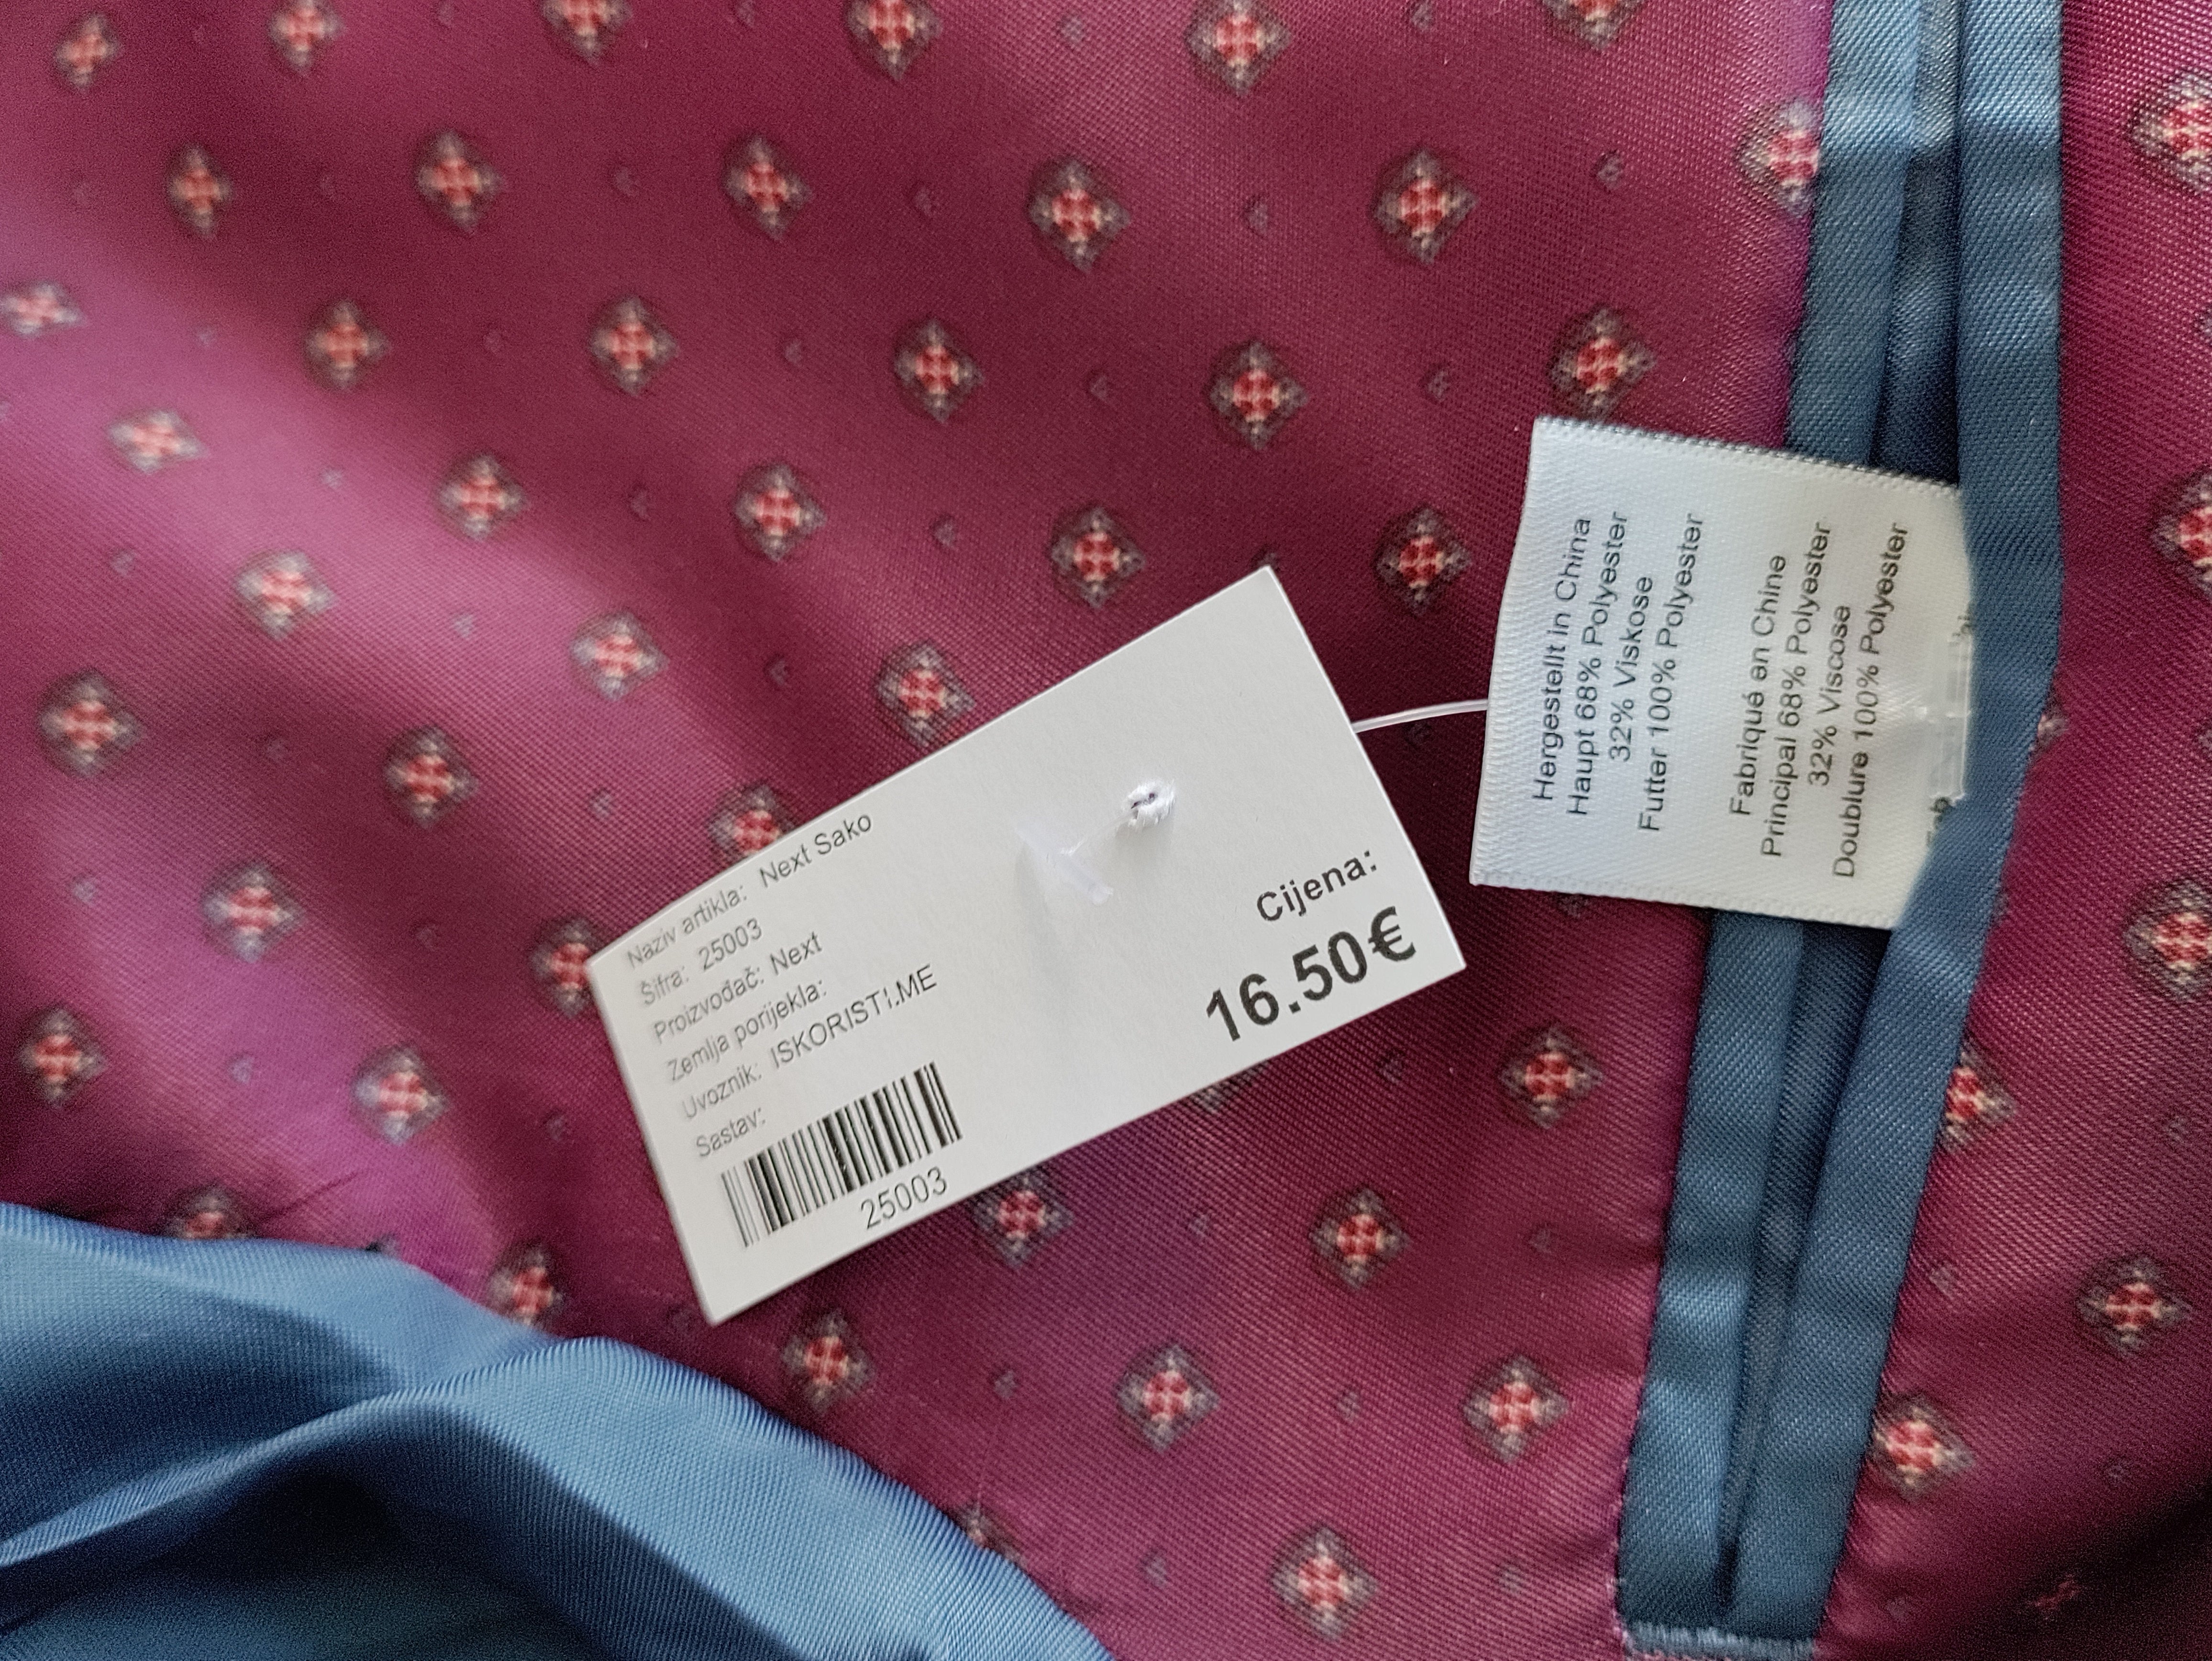 Naziv artikla: Next Sako
Šifra: 25003
Proizvođač: Next
Zemlja porijekla:
Uvoznik: ISKORISTI.ME
Sastav:
25003
Cijena:
16.50€
Hergestellt in China
Haupt 68% Polyester
32% Viskose
Futter 100% Polyester
Fabriqué en Chine
Principal 68% Polyester
32% Viscose
Doublure 100% Polyester